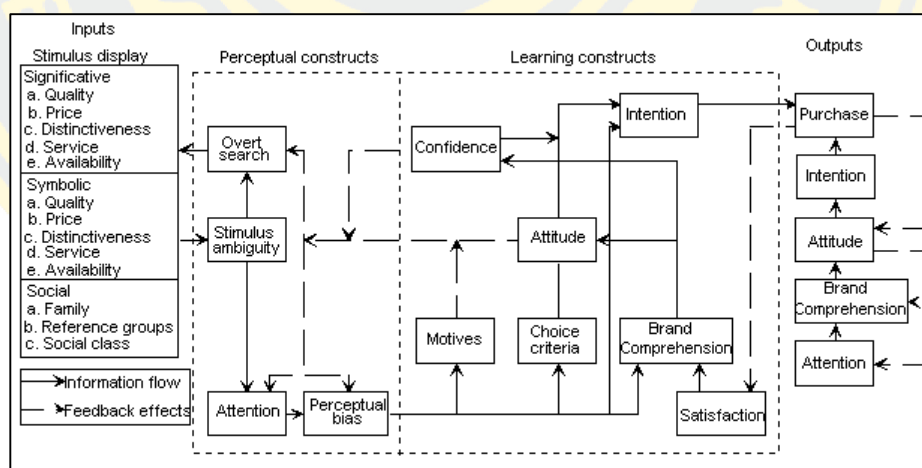 Inputs
Stimulus display
Significative
a. Quality
b. Price
c. Distinctiveness
d. Service
e. Availability
Symbolic
a. Quality
b. Price
c. Distinctiveness
d. Service
e. Availability
Social
a. Family
b. Reference groups
c. Social class
Information flow
Feedback effects
Perceptual constructs
Overt
search
Stimulus
ambiguity
Attention
Perceptual
bias
Learning constructs
Confidence
Intention
Attitude
Motives
Choice
criteria
Brand
Comprehension
Satisfaction
Outputs
Purchase
Intention
Attitude
Brand
Comprehension
Attention